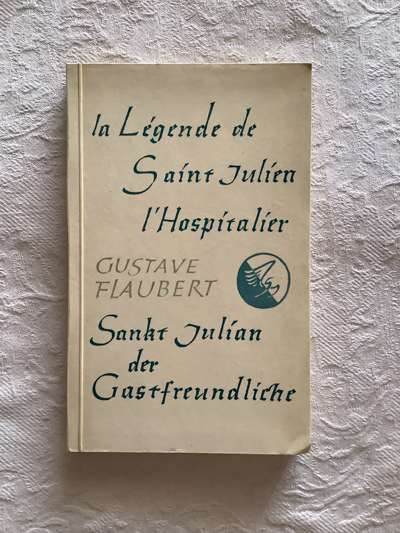 la Légende de
Saint Julien
l'Hospitalier
GUSTAVE
FLAUBERT
Sankt Julian
der
Gastfreundliche